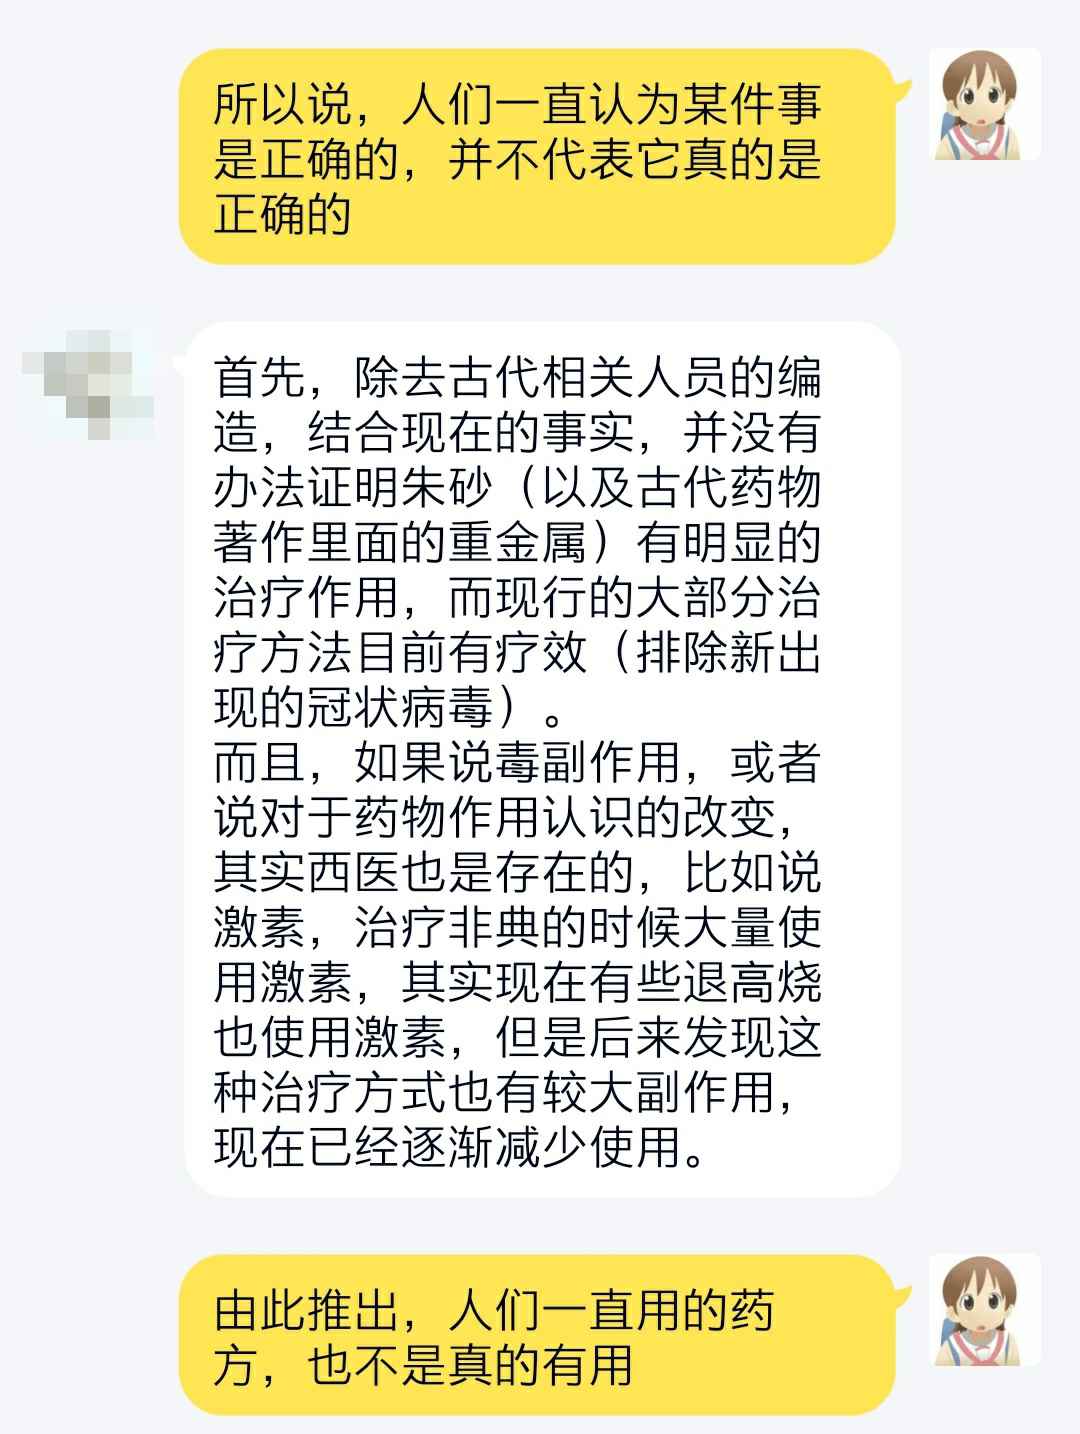 所以说，人们一直认为某件事
是正确的，并不代表它真的是
正确的
首先，除去古代相关人员的编
造，结合现在的事实，并没有
办法证明朱砂（以及古代药物
著作里面的重金属）有明显的
治疗作用，而现行的大部分治
疗方法目前有疗效（排除新出
现的冠状病毒）。
而且，如果说毒副作用，或者
说对于药物作用认识的改变，
其实西医也是存在的，比如说
激素，治疗非典的时候大量使
用激素，其实现在有些退高烧
也使用激素，但是后来发现这
种治疗方式也有较大副作用，
现在已经逐渐减少使用。
由此推出，人们一直用的药
方，也不是真的有用